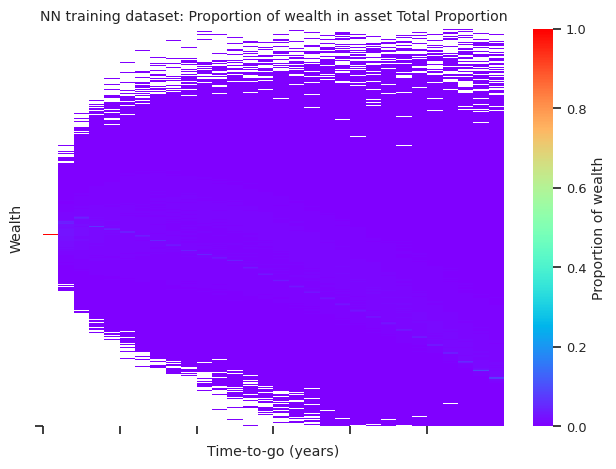 NN training dataset: Proportion of wealth in asset Total Proportion
Wealth
Time-to-go (years)
1.0
0.8
0.6
0.4
0.2
0.0
Proportion of wealth